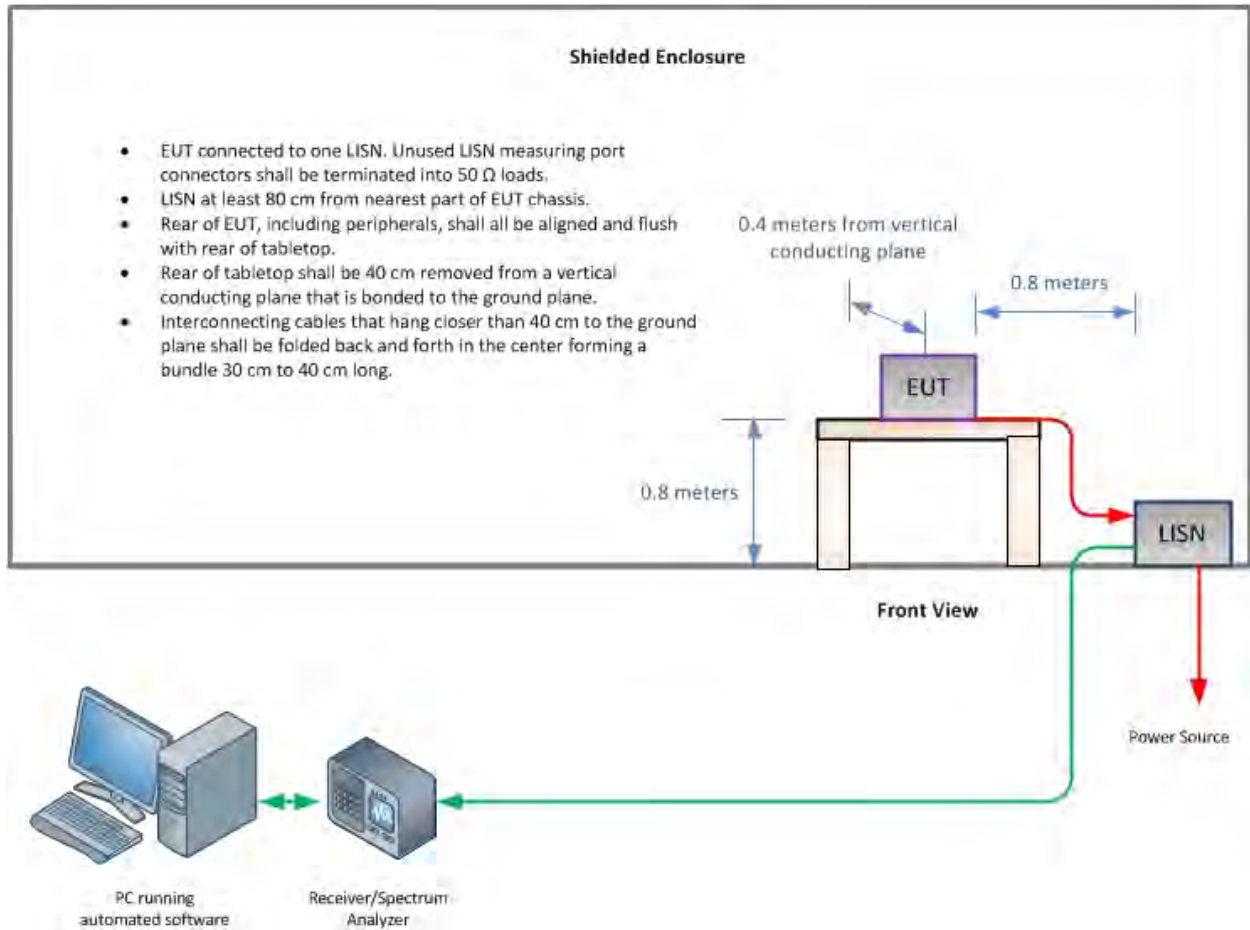 Shielded Enclosure
• EUT connected to one LISN. Unused LISN measuring port
connectors shall be terminated into 50 Ω loads.
• LISN at least 80 cm from nearest part of EUT chassis.
• Rear of EUT, including peripherals, shall all be aligned and flush
with rear of tabletop.
• Rear of tabletop shall be 40 cm removed from a vertical
conducting plane that is bonded to the ground plane.
• Interconnecting cables that hang closer than 40 cm to the ground
plane shall be folded back and forth in the center forming a
bundle 30 cm to 40 cm long.
0.4 meters from vertical
conducting plane
0.8 meters
EUT
0.8 meters
LISN
Front View
Power Source
PC running
automated software
Receiver/Spectrum
Analyzer